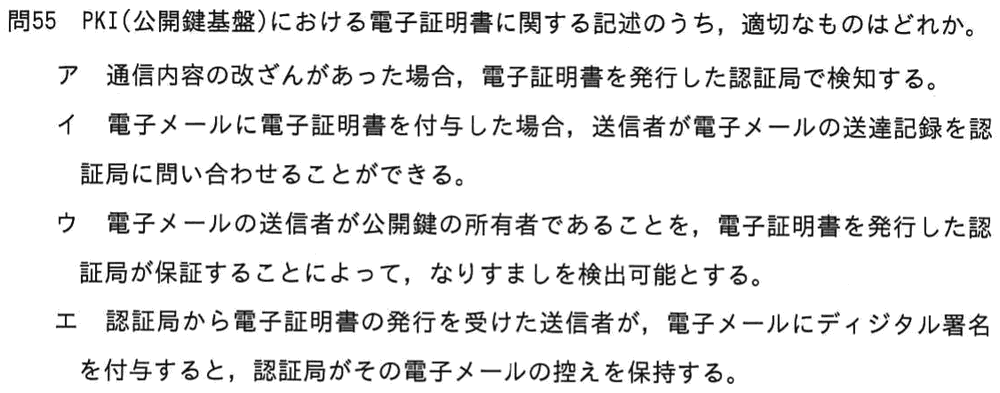 問55 PKI(公開鍵基盤)における電子証明書に関する記述のうち，適切なものはどれか。
ア 通信内容の改ざんがあった場合，電子証明書を発行した認証局で検知する。
イ 電子メールに電子証明書を付与した場合，送信者が電子メールの送達記録を認
証局に問い合わせることができる。
ウ 電子メールの送信者が公開鍵の所有者であることを，電子証明書を発行した認
証局が保証することによって，なりすましを検出可能とする。
エ 認証局から電子証明書の発行を受けた送信者が，電子メールにディジタル署名
を付与すると，認証局がその電子メールの控えを保持する。